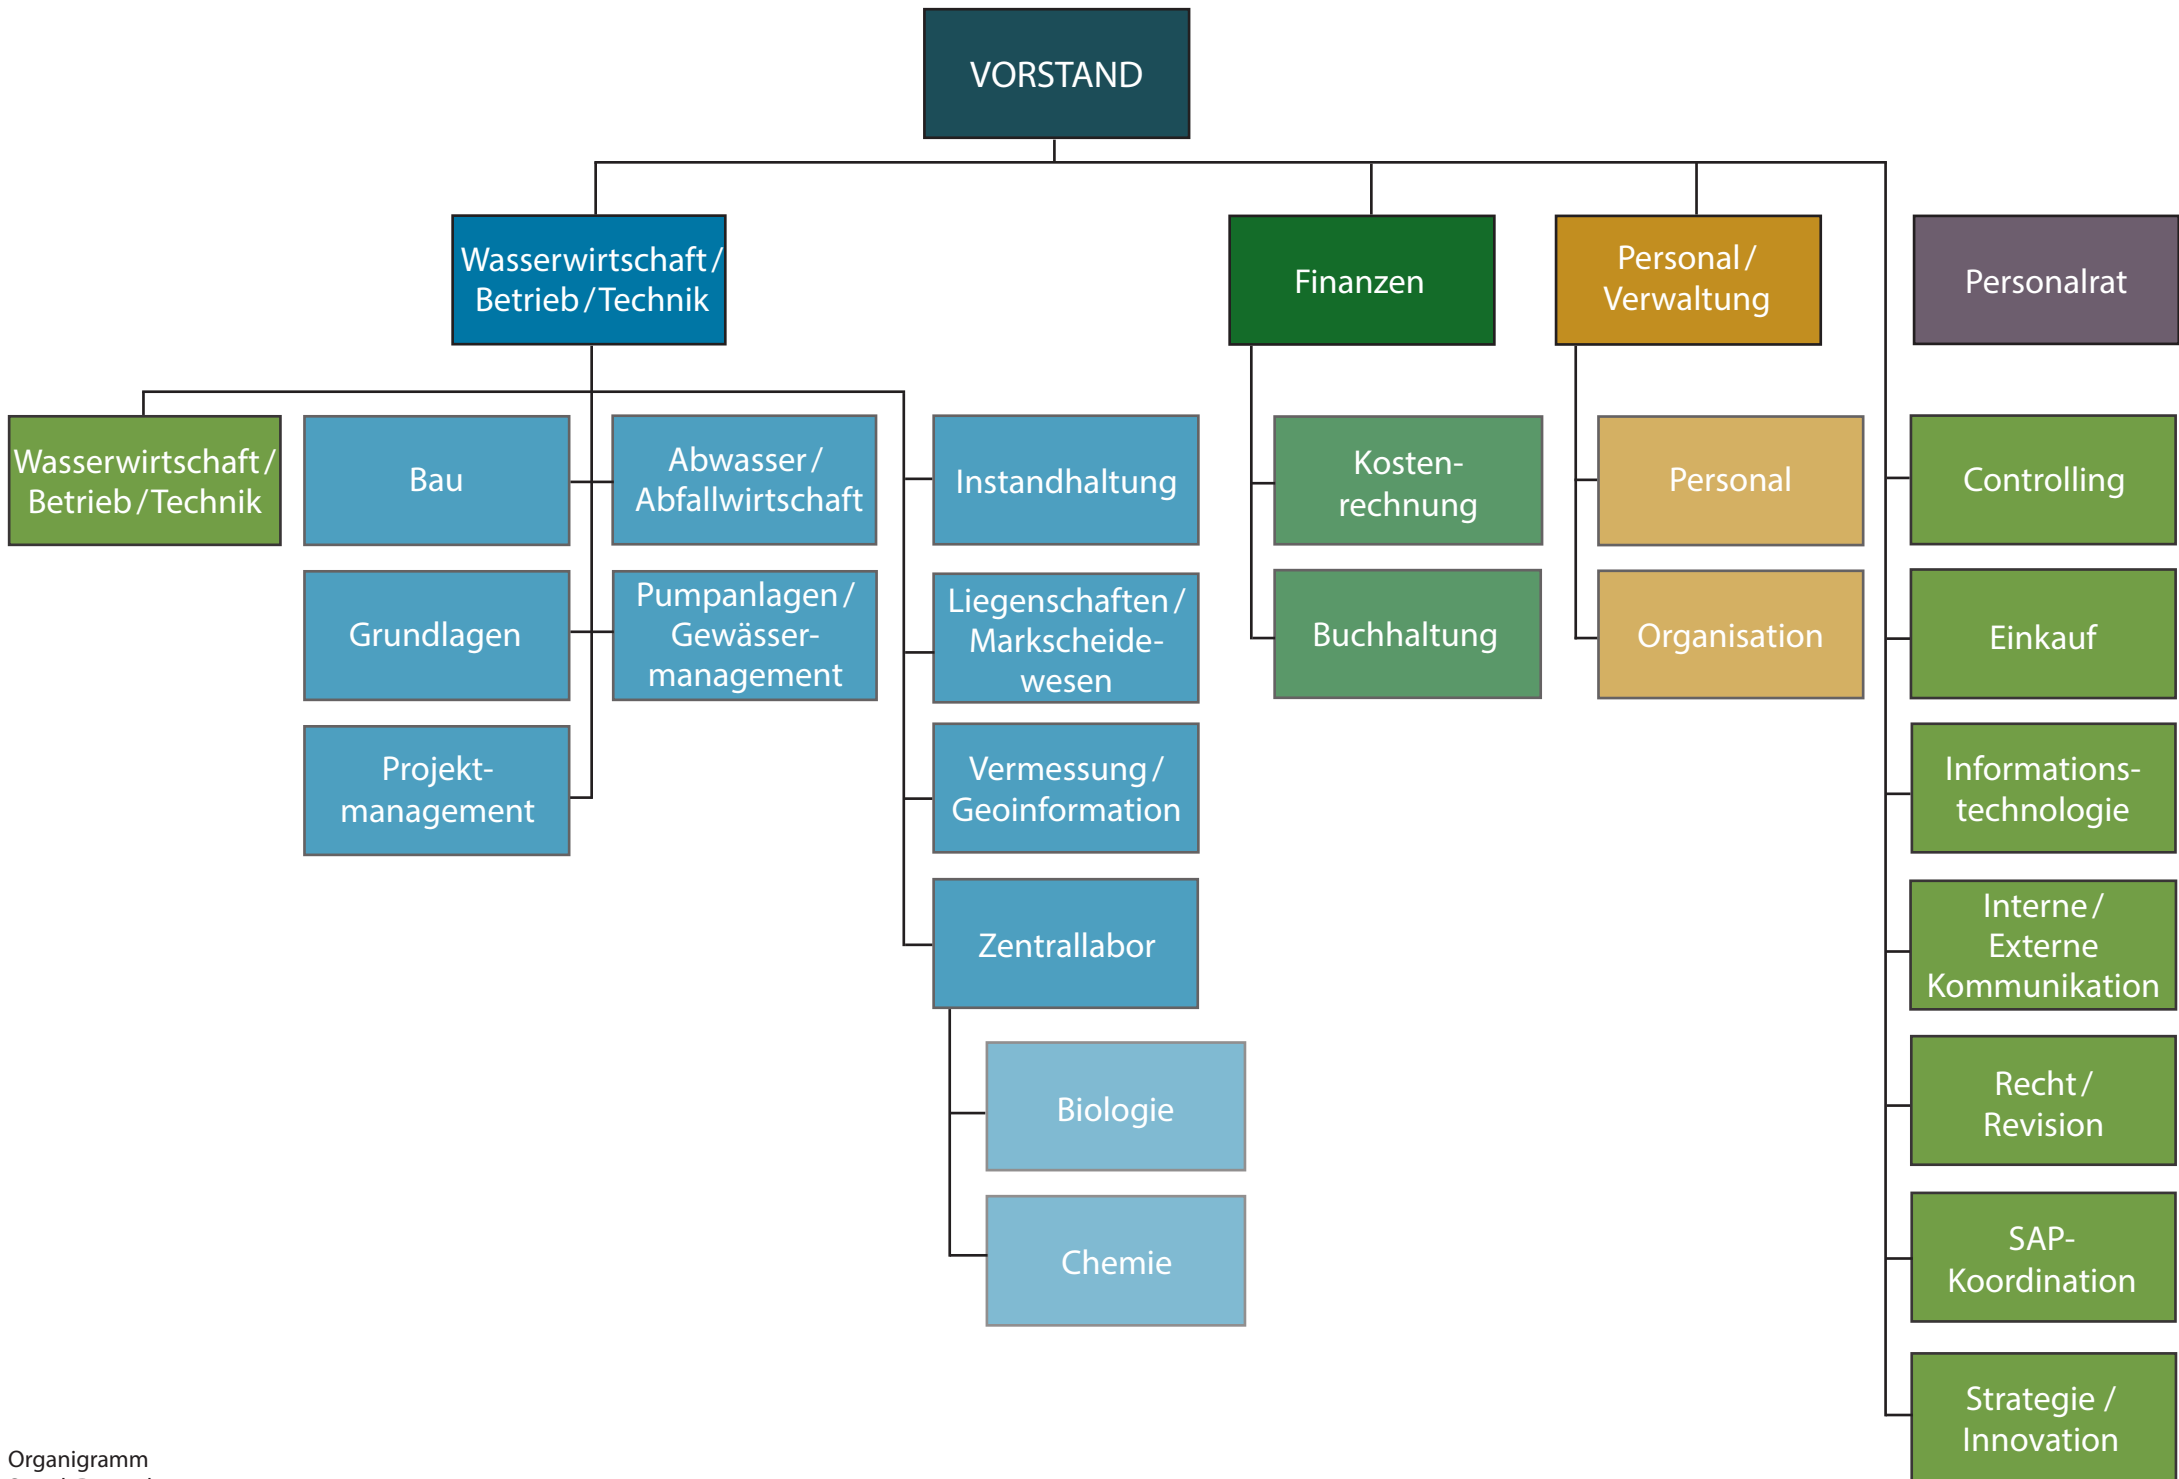 VORSTAND
Wasserwirtschaft /
Betrieb / Technik
Finanzen
Personal /
Verwaltung
Personalrat
Wasserwirtschaft /
Betrieb / Technik
Bau
Abwasser /
Abfallwirtschaft
Instandhaltung
Kosten-
rechnung
Personal
Controlling
Grundlagen
Pumpanlagen /
Gewässer-
management
Liegenschaften /
Markscheide-
wesen
Buchhaltung
Organisation
Einkauf
Projekt-
management
Vermessung /
Geoinformation
Informations-
technologie
Zentrallabor
Interne /
Externe
Kommunikation
Biologie
Recht /
Revision
Chemie
SAP-
Koordination
Strategie /
Innovation
Organigramm